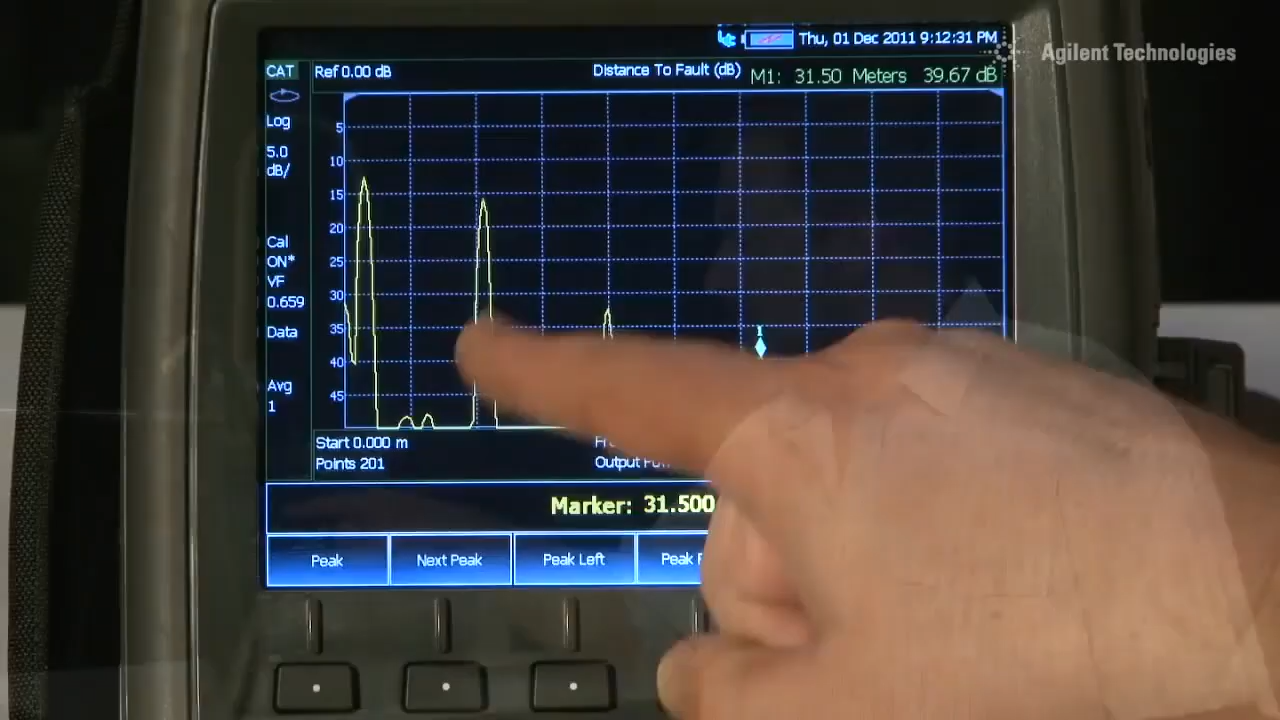 Thu, 01 Dec 2011 9:12:31 PM
Agilent Technologies
CAT
Ref 0.00 dB
Distance To Fault (dB)
M1: 31.50 Meters 39.67 dB
Log
5.0
dB/
Cal
ON*
VF
0.659
Data
Avg
1
5
10
15
20
25
30
35
40
45
1
Start 0.000 m
Points 201
Output
Marker: 31.500
Peak
Next Peak
Peak Left
Peak